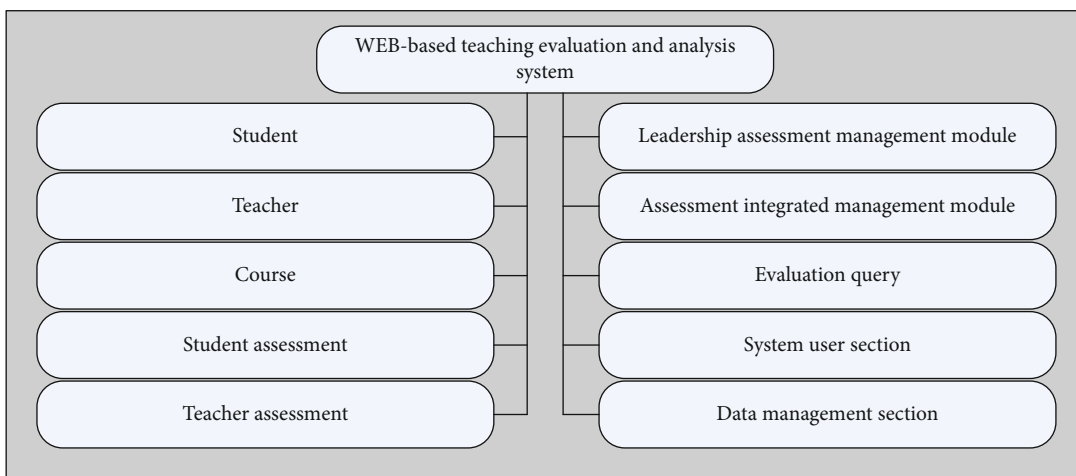 WEB-based teaching evaluation and analysis
system
Student
Teacher
Course
Student assessment
Teacher assessment
Leadership assessment management module
Assessment integrated management module
Evaluation query
System user section
Data management section